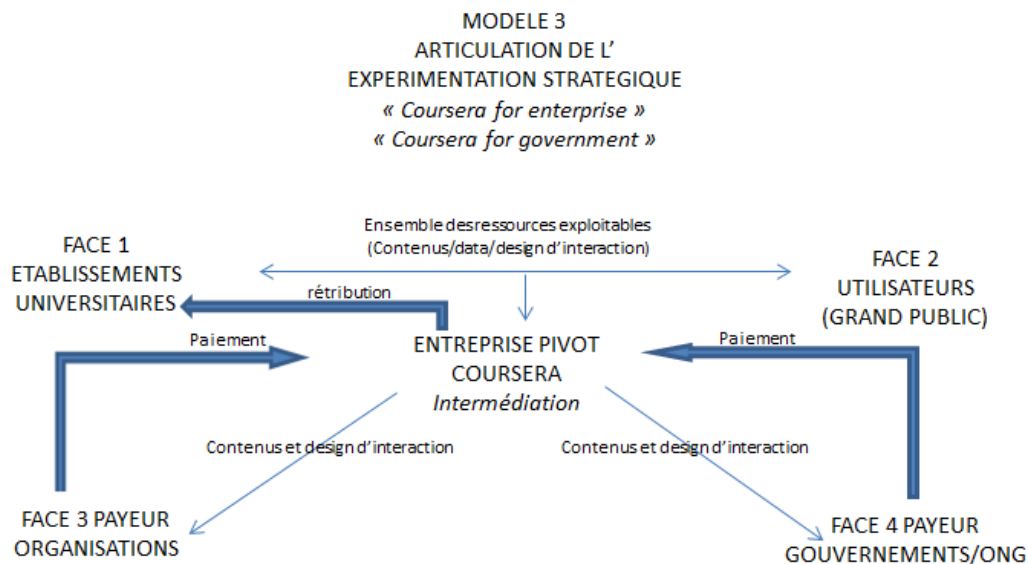 MODELE 3
ARTICULATION DE L’
EXPERIMENTATION STRATEGIQUE
« Coursera for enterprise »
« Coursera for government »
Ensemble desressources exploitables
(Contenus/data/design d’interaction)
FACE 1
ETABLISSEMENTS
UNIVERSITAIRES
FACE 2
UTILISATEURS
(GRAND PUBLIC)
rétribution
Paiement
ENTREPRISE PIVOT
COURSERA
Intermédiation
Paiement
Contenus et design d’interaction
Contenus et design d’interaction
FACE 3 PAYEUR
ORGANISATIONS
FACE 4 PAYEUR
GOUVERNEMENTS/ONG